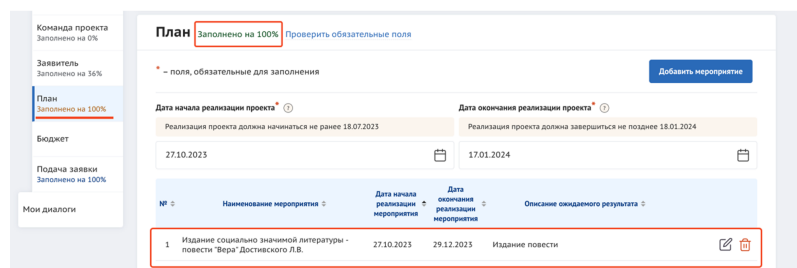 Команда проекта
Заполнено на 0%
Заявитель
Заполнено на 36%
План
Заполнено на 100%
Бюджет
Подача заявки
Заполнено на 100%
Мои диалоги
План Заполнено на 100% Проверить обязательные поля
* – поля, обязательные для заполнения
Добавить мероприятие
Дата начала реализации проекта* ?
Дата окончания реализации проекта* ?
Реализация проекта должна начинаться не ранее 18.07.2023
Реализация проекта должна завершиться не позднее 18.01.2024
27.10.2023
17.01.2024
№ Наименование мероприятия
Дата начала
реализации
мероприятия
Дата
окончания
реализации
мероприятия
Описание ожидаемого результата
1 Издание социально значимой литературы -
повести "Вера" Достивского Л.В.
27.10.2023 29.12.2023 Издание повести